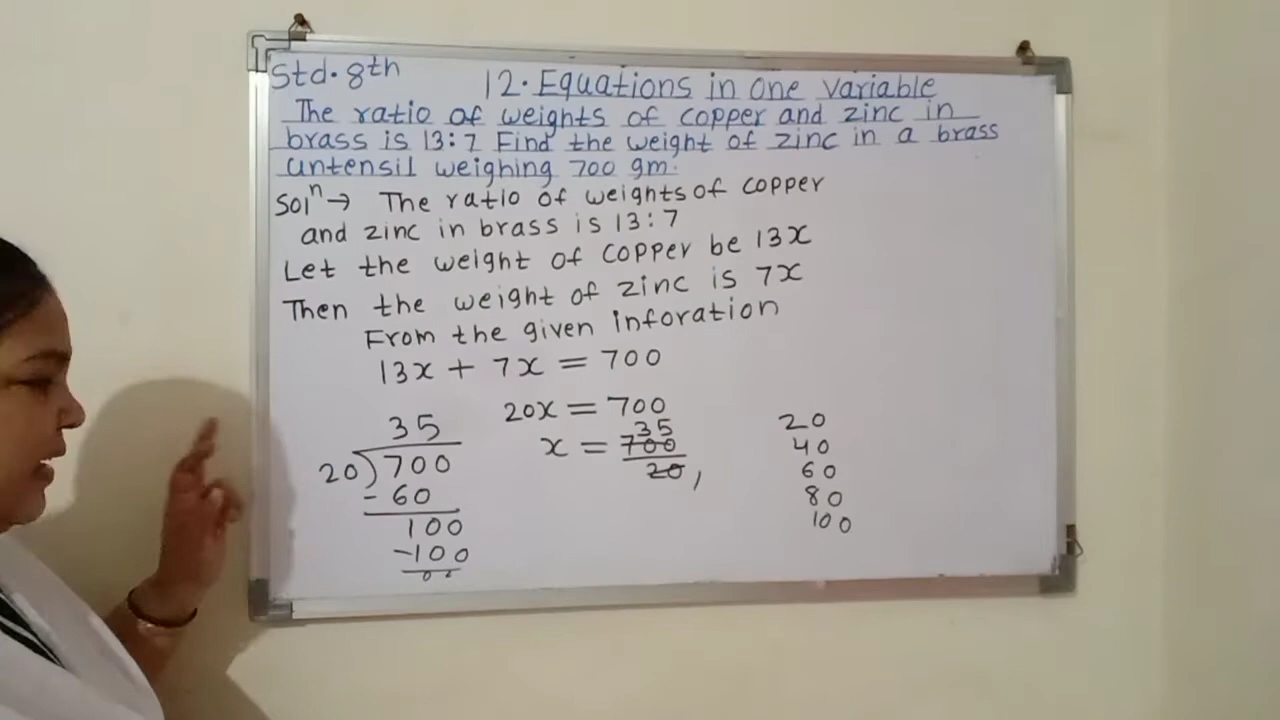 Std. 8th
12. Equations in one variable
The ratio of weights of copper and zinc in
brass is 13:7 Find the weight of zinc in a brass
untensil weighing 700 gm.
Solⁿ → The ratio of weights of copper
and zinc in brass is 13:7
Let the weight of copper be 13x
Then the weight of zinc is 7x
From the given inforation
13x + 7x = 700
20x = 700
35
x = 700
20,
35
20)700
-60
100
-100
00
20
40
60
80
100